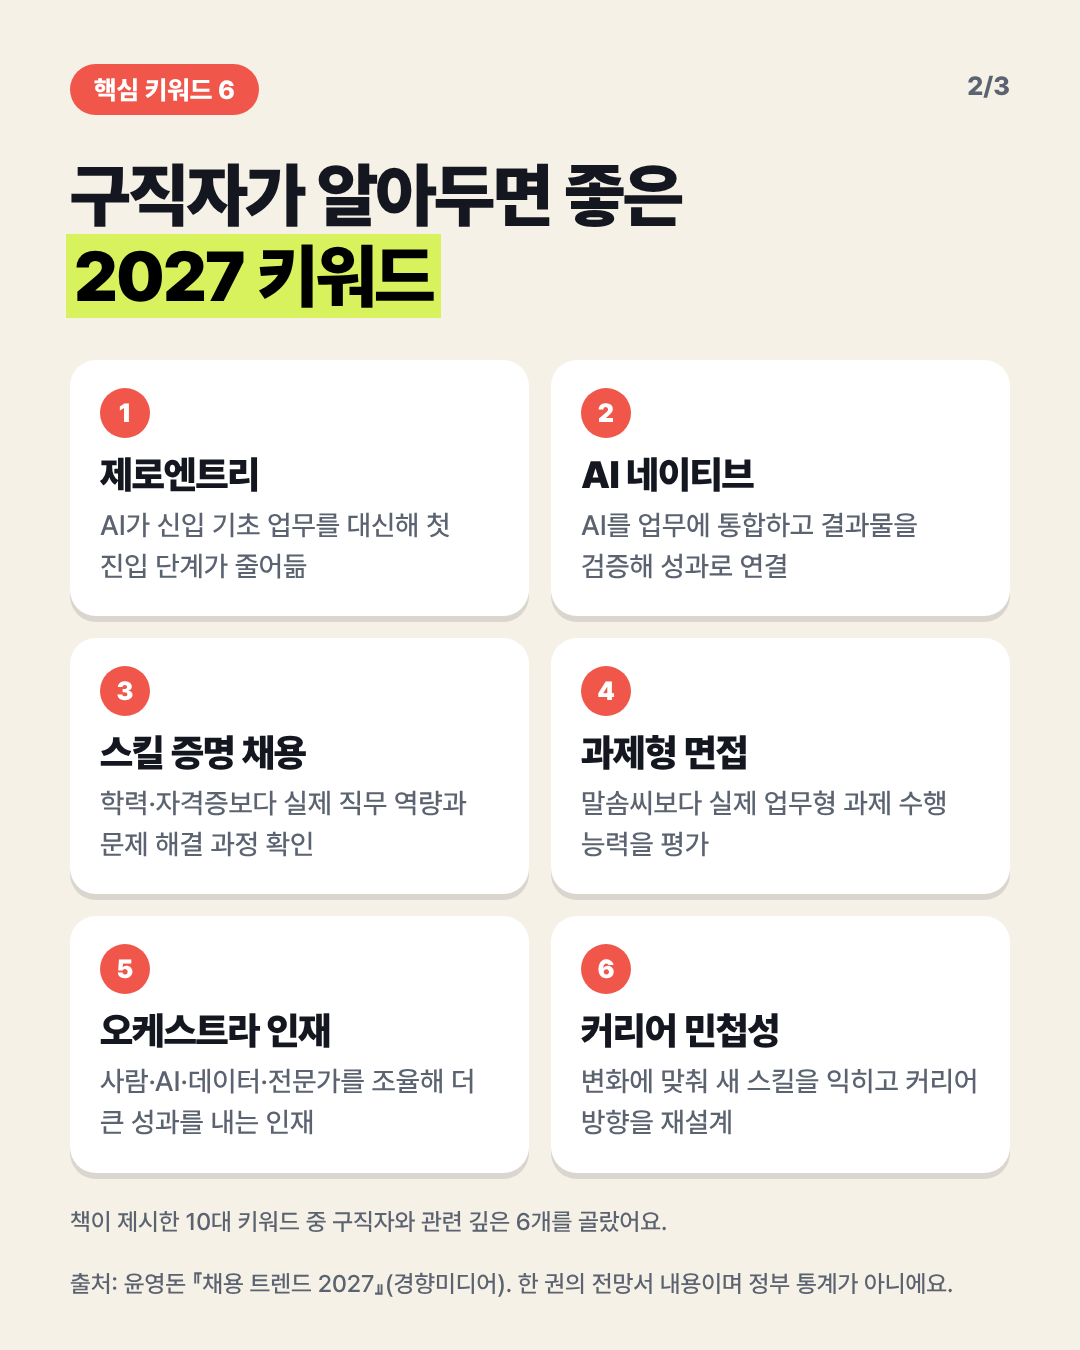 핵심 키워드 6
2/3
구직자가 알아두면 좋은
2027 키워드
1
제로엔트리
AI가 신입 기초 업무를 대신해 첫
진입 단계가 줄어듦
2
AI 네이티브
AI를 업무에 통합하고 결과물을
검증해 성과로 연결
3
스킬 증명 채용
학력·자격증보다 실제 직무 역량과
문제 해결 과정 확인
4
과제형 면접
말솜씨보다 실제 업무형 과제 수행
능력을 평가
5
오케스트라 인재
사람·AI·데이터·전문가를 조율해 더
큰 성과를 내는 인재
6
커리어 민첩성
변화에 맞춰 새 스킬을 익히고 커리어
방향을 재설계
책이 제시한 10대 키워드 중 구직자와 관련 깊은 6개를 골랐어요.
출처: 윤영돈 『채용 트렌드 2027』(경향미디어). 한 권의 전망서 내용이며 정부 통계가 아니에요.